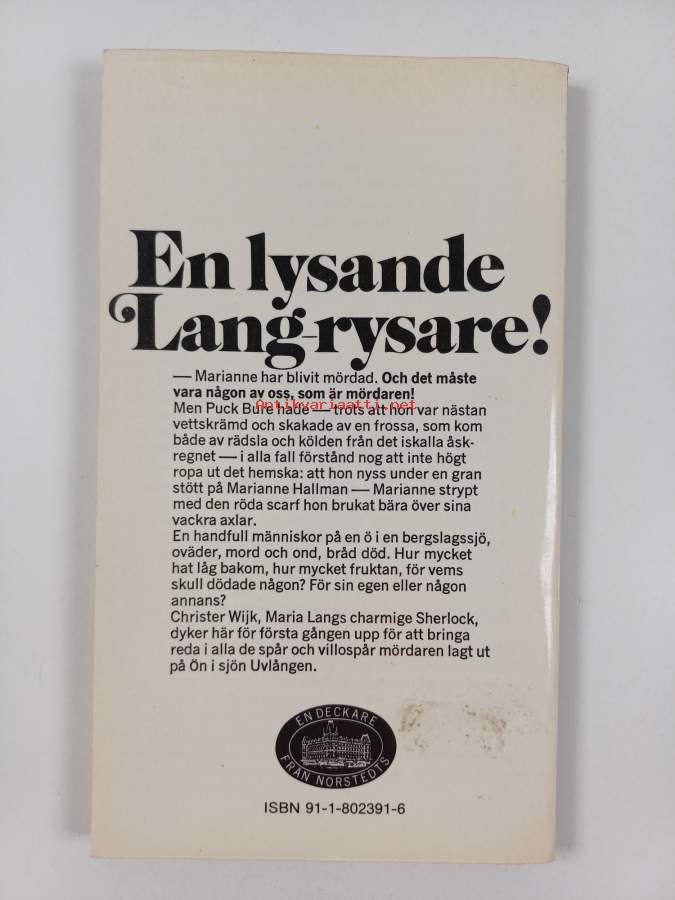 En lysande
Lang-rysare!
— Marianne har blivit mördad. Och det måste
vara någon av oss, som är mördaren!
Antikvariaatti.net
Men Puck Bure hade — trots att hon var nästan
vettskrämd och skakade av en frossa, som kom
både av rädsla och kölden från det iskalla åsk-
regnet — i alla fall förstånd nog att inte högt
ropa ut det hemska: att hon nyss under en gran
stött på Marianne Hallman — Marianne strypt
med den röda scarf hon brukat bära över sina
vackra axlar.
En handfull människor på en ö i en bergslagssjö,
oväder, mord och ond, bråd död. Hur mycket
hat låg bakom, hur mycket fruktan, för vems
skull dödade någon? För sin egen eller någon
annans?
Christer Wijk, Maria Langs charmige Sherlock,
dyker här för första gången upp för att bringa
reda i alla de spår och villospår mördaren lagt ut
på Ön i sjön Uvlången.
EN DECKARE
FRÅN NORSTEDTS
ISBN 91-1-802391-6